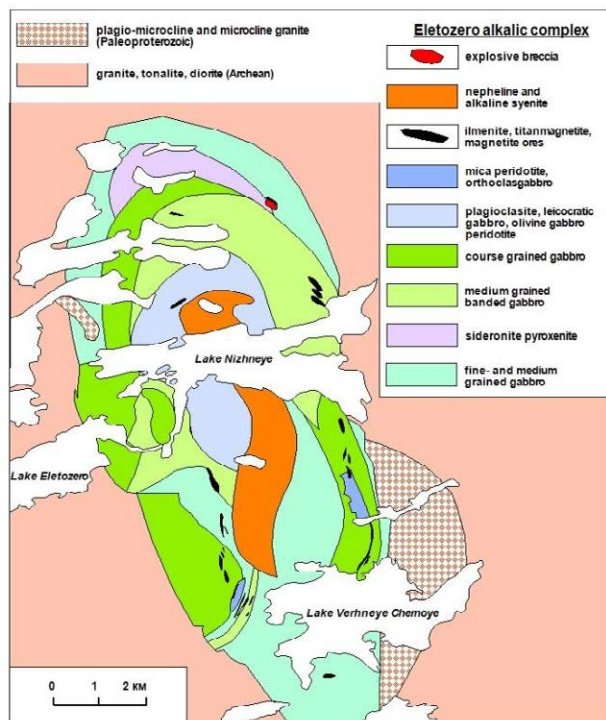 plagio-microcline and microcline granite
(Paleoproterozoic)
granite, tonalite, diorite (Archean)
Eletozero alkalic complex
explosive breccia
nepheline and
alkaline syenite
ilmenite, titanmagnetite,
magnetite ores
mica peridotite,
orthoclasgabbro
plagioclasite, leicocratic
gabbro, olivine gabbro
peridotite
course grained gabbro
medium grained
banded gabbro
sideronite pyroxenite
fine- and medium
grained gabbro
Lake Nizhneye
Lake Eletozero
Lake Verhneye Chernoye
0 1 2 км